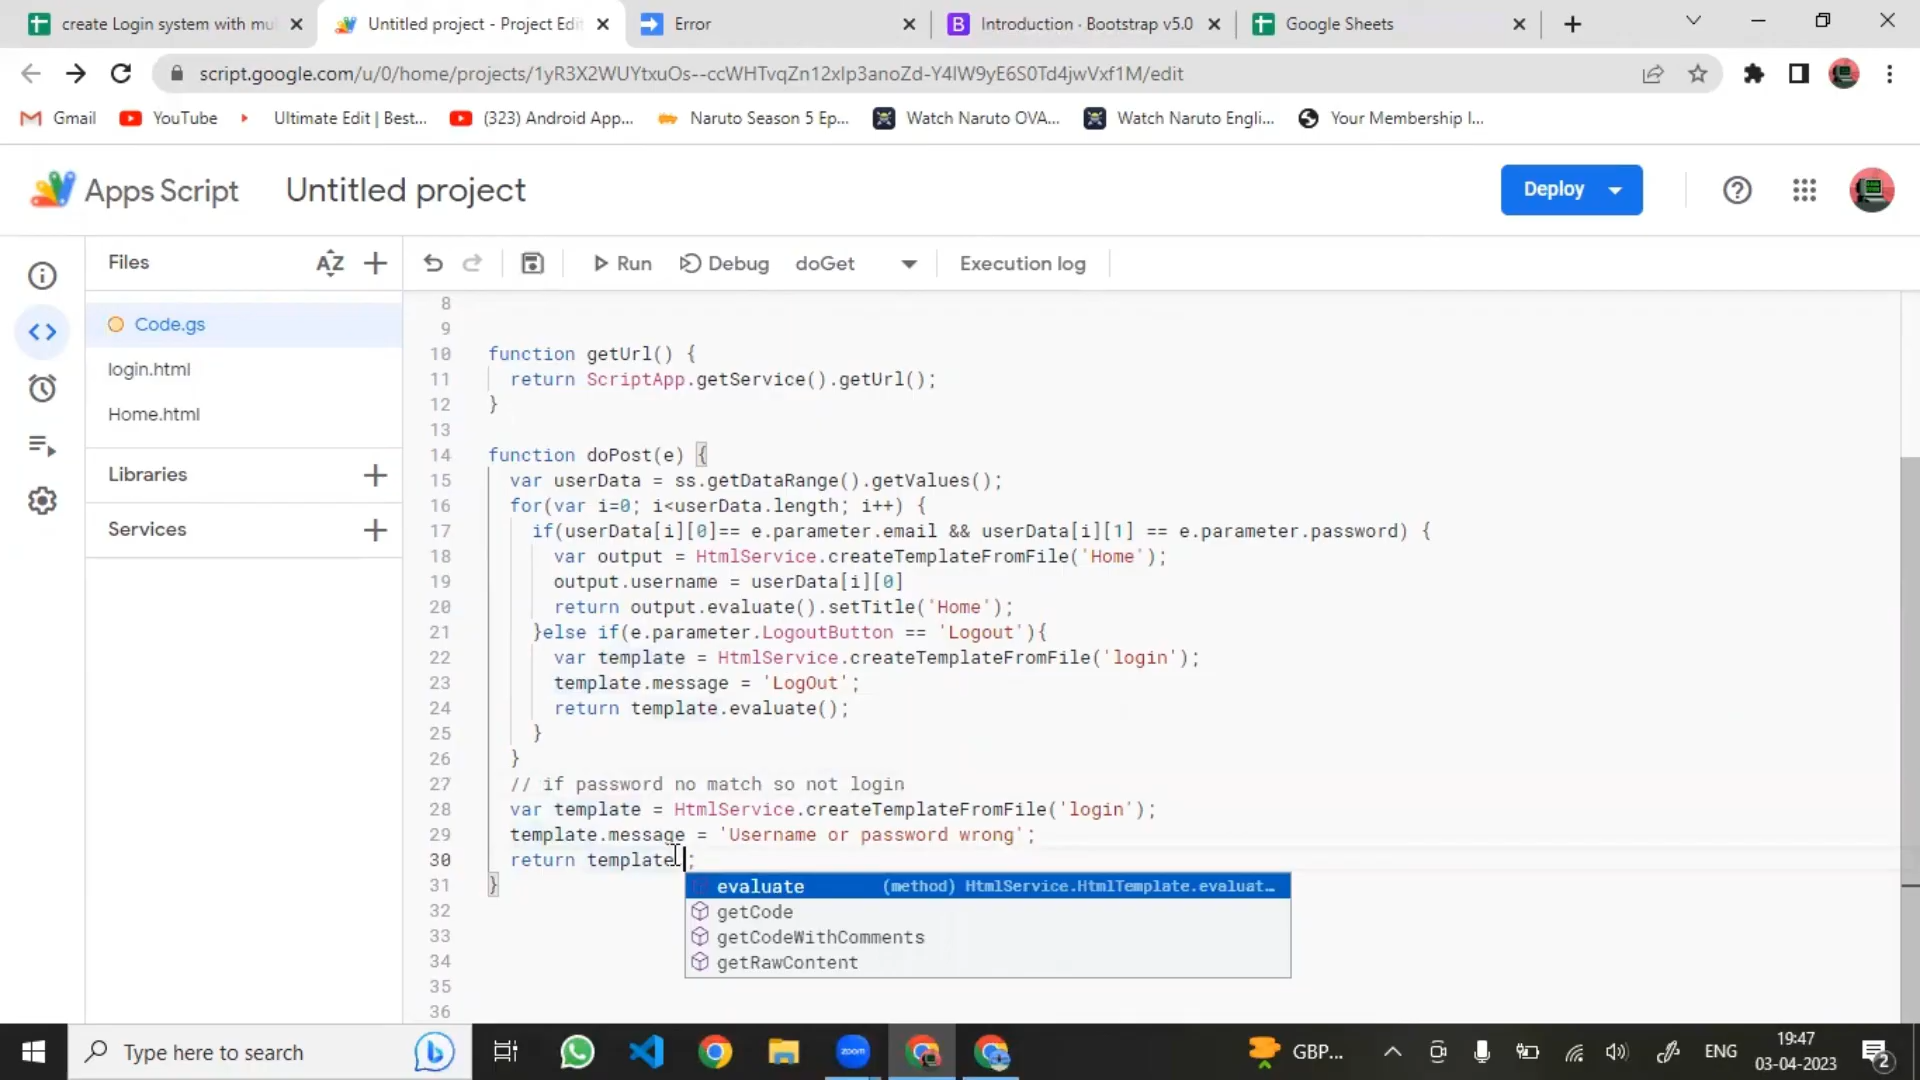 create Login system with mu
Untitled project - Project Edi
Error
Introduction · Bootstrap v5.0
Google Sheets
script.google.com/u/0/home/projects/1yR3X2WUYtxuOs--ccWHTvqZn12xIp3anoZd-Y4lW9yE6S0Td4jwVxf1M/edit
Gmail
YouTube
Ultimate Edit | Best...
(323) Android App...
Naruto Season 5 Ep...
Watch Naruto OVA...
Watch Naruto Engli...
Your Membership I...
Apps Script
Untitled project
Deploy
Files
AZ
Run
Debug
doGet
Execution log
Code.gs
login.html
Home.html
Libraries
Services
8
9
10 function getUrl() {
11 return ScriptApp.getService().getUrl();
12 }
13
14 function doPost(e) {
15 var userData = ss.getDataRange().getValues();
16 for(var i=0; i<userData.length; i++) {
17 if(userData[i][0]== e.parameter.email && userData[i][1] == e.parameter.password) {
18 var output = HtmlService.createTemplateFromFile('Home');
19 output.username = userData[i][0]
20 return output.evaluate().setTitle('Home');
21 }else if(e.parameter.LogoutButton == 'Logout'){
22 var template = HtmlService.createTemplateFromFile('login');
23 template.message = 'LogOut';
24 return template.evaluate();
25 }
26 }
27 // if password no match so not login
28 var template = HtmlService.createTemplateFromFile('login');
29 template.message = 'Username or password wrong';
30 return template.;
31 }
32
33
34
35
36
evaluate (method) HtmlService.HtmlTemplate.evaluat…
getCode
getCodeWithComments
getRawContent
Type here to search
zoom
GBP...
ENG
19:47
03-04-2023
2